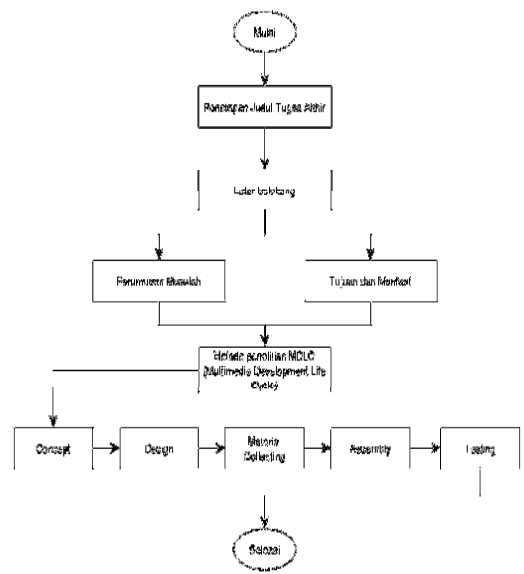 Mulai
Penetapan Judul Tugas Akhir
Latar belakang
Perumusan Masalah
Tujuan dan Manfaat
Metode penelitian MDLC
(Multimedia Development Life
Cycle)
Concept
Design
Material
Collecting
Assembly
Testing
Selesai